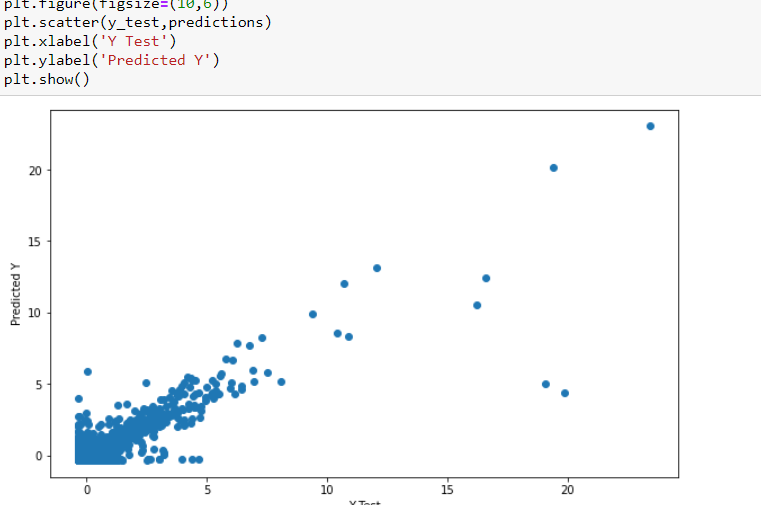 plt.figure(figsize=(10,6))
plt.scatter(y_test,predictions)
plt.xlabel('Y Test')
plt.ylabel('Predicted Y')
plt.show()
20
15
10
5
0
Predicted Y
0 5 10 15 20
Y Test